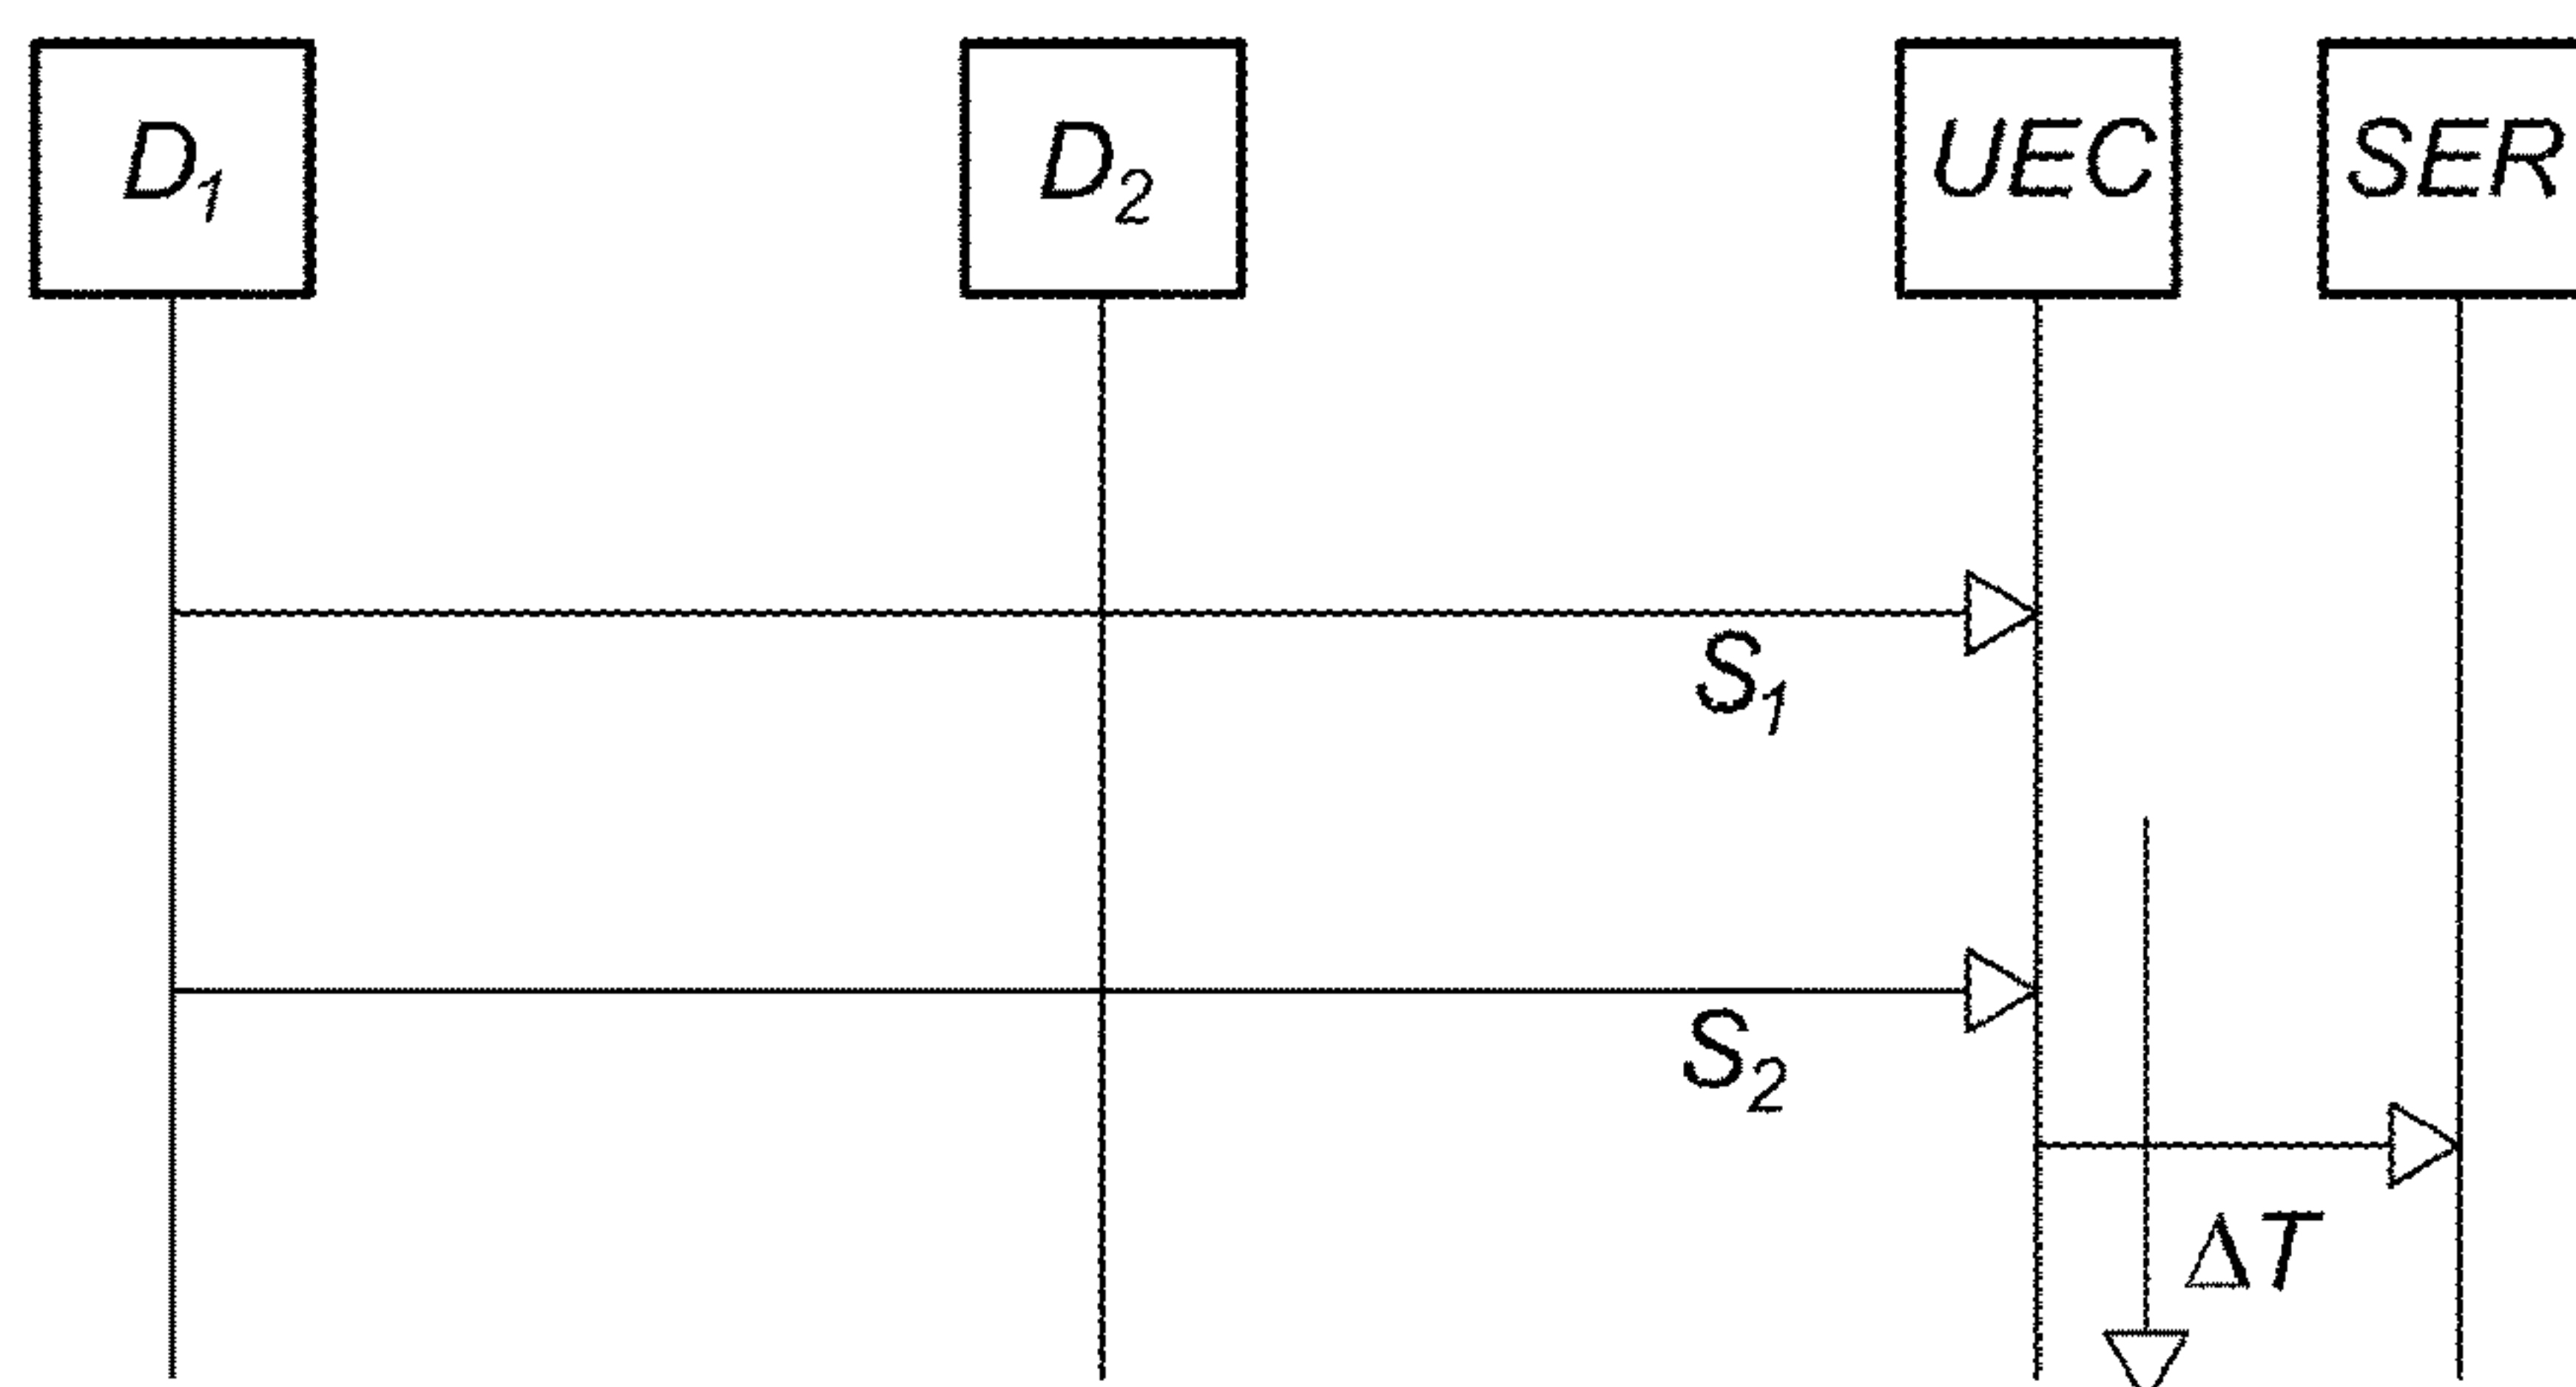 D₁ D₂ UEC SER
S₁
S₂
ΔT